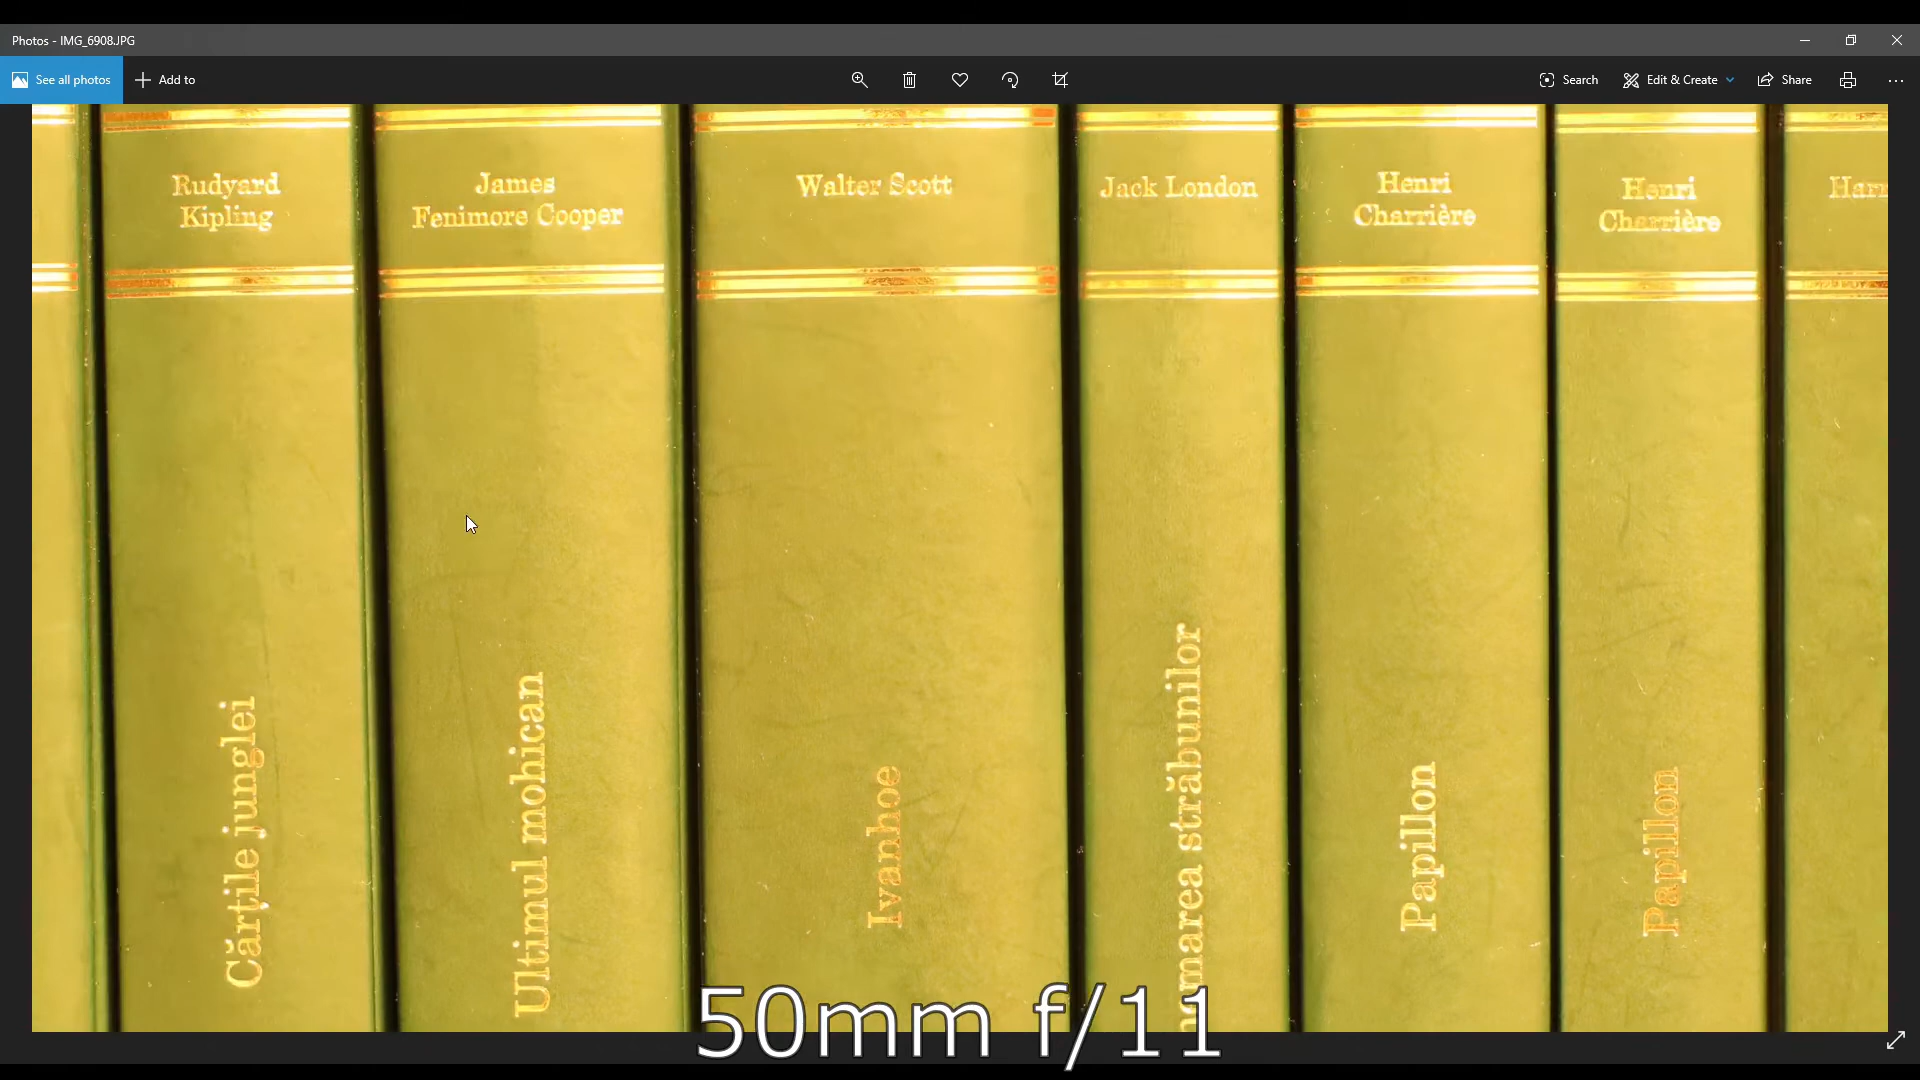 Photos - IMG_6908.JPG
See all photos
Add to
Search
Edit & Create
Share
Rudyard
Kipling
Cărțile junglei
James
Fenimore Cooper
Ultimul mohican
Walter Scott
Ivanhoe
Jack London
străbunilor
Henri
Charrière
Papillon
Henri
Charrière
Papillon
50mm f/11